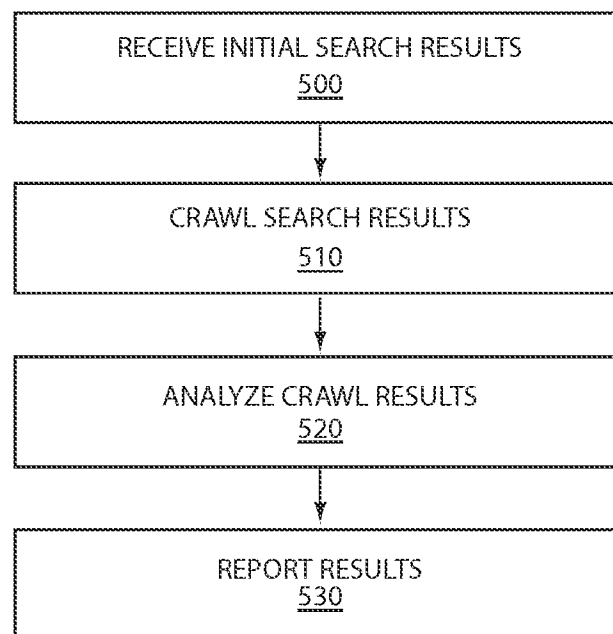 RECEIVE INITIAL SEARCH RESULTS
500
CRAWL SEARCH RESULTS
510
ANALYZE CRAWL RESULTS
520
REPORT RESULTS
530